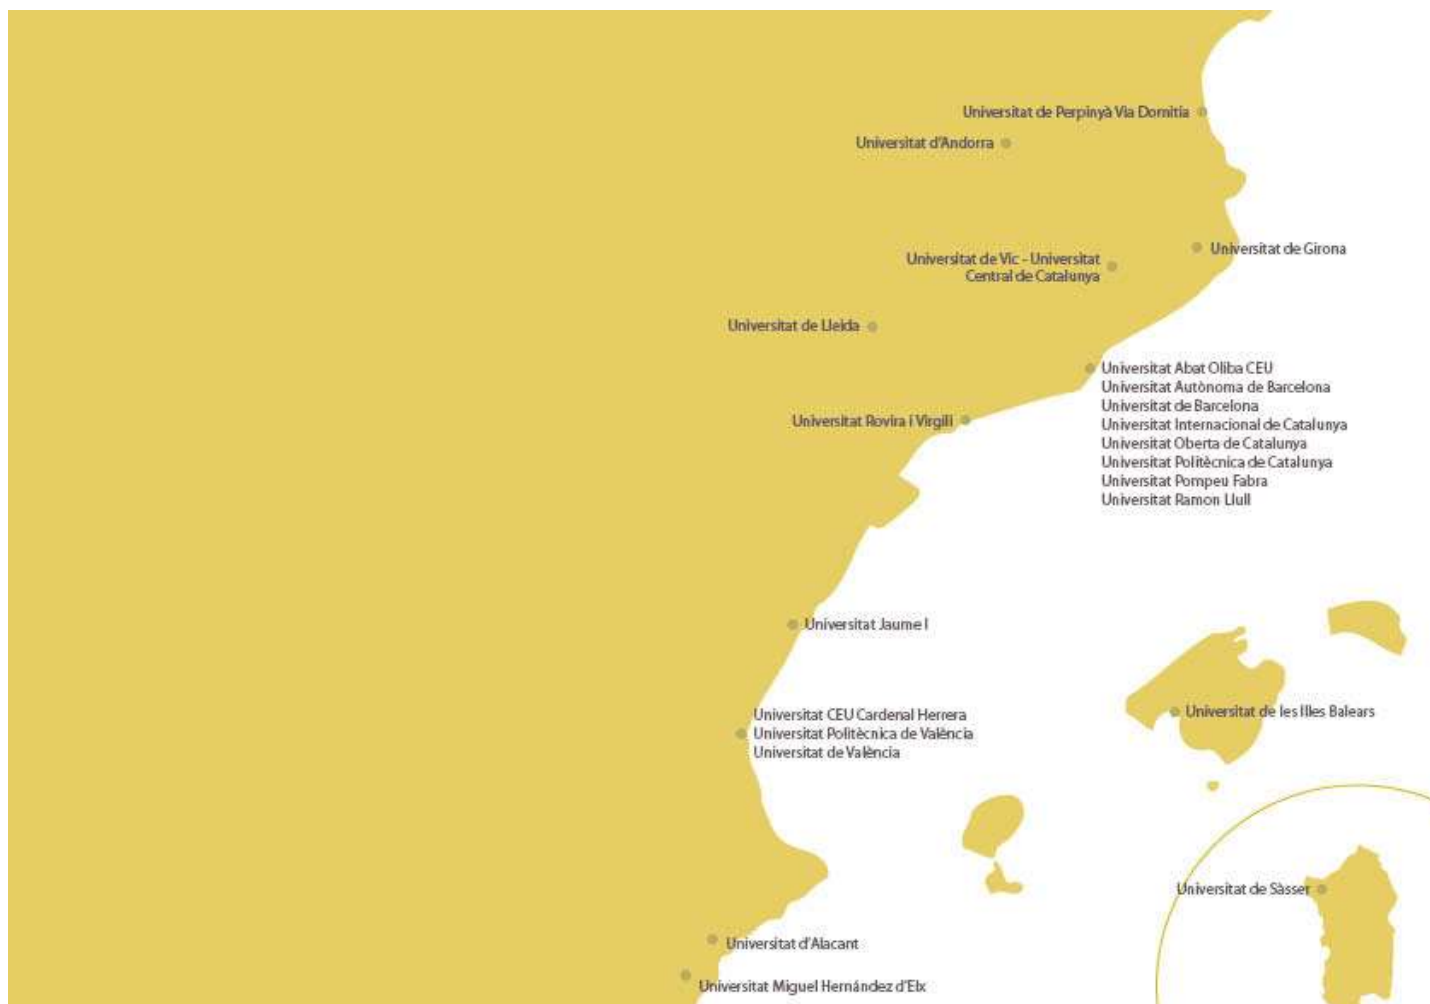 Universitat de Perpinyà Via Domitia
Universitat d'Andorra
Universitat de Girona
Universitat de Vic - Universitat
Central de Catalunya
Universitat de Lleida
Universitat Abat Oliba CEU
Universitat Autònoma de Barcelona
Universitat de Barcelona
Universitat Internacional de Catalunya
Universitat Oberta de Catalunya
Universitat Politècnica de Catalunya
Universitat Pompeu Fabra
Universitat Ramon Llull
Universitat Rovira i Virgili
Universitat Jaume I
Universitat CEU Cardenal Herrera
Universitat Politècnica de València
Universitat de València
Universitat de les Illes Balears
Universitat de Sàsser
Universitat d'Alacant
Universitat Miguel Hernández d'Elx